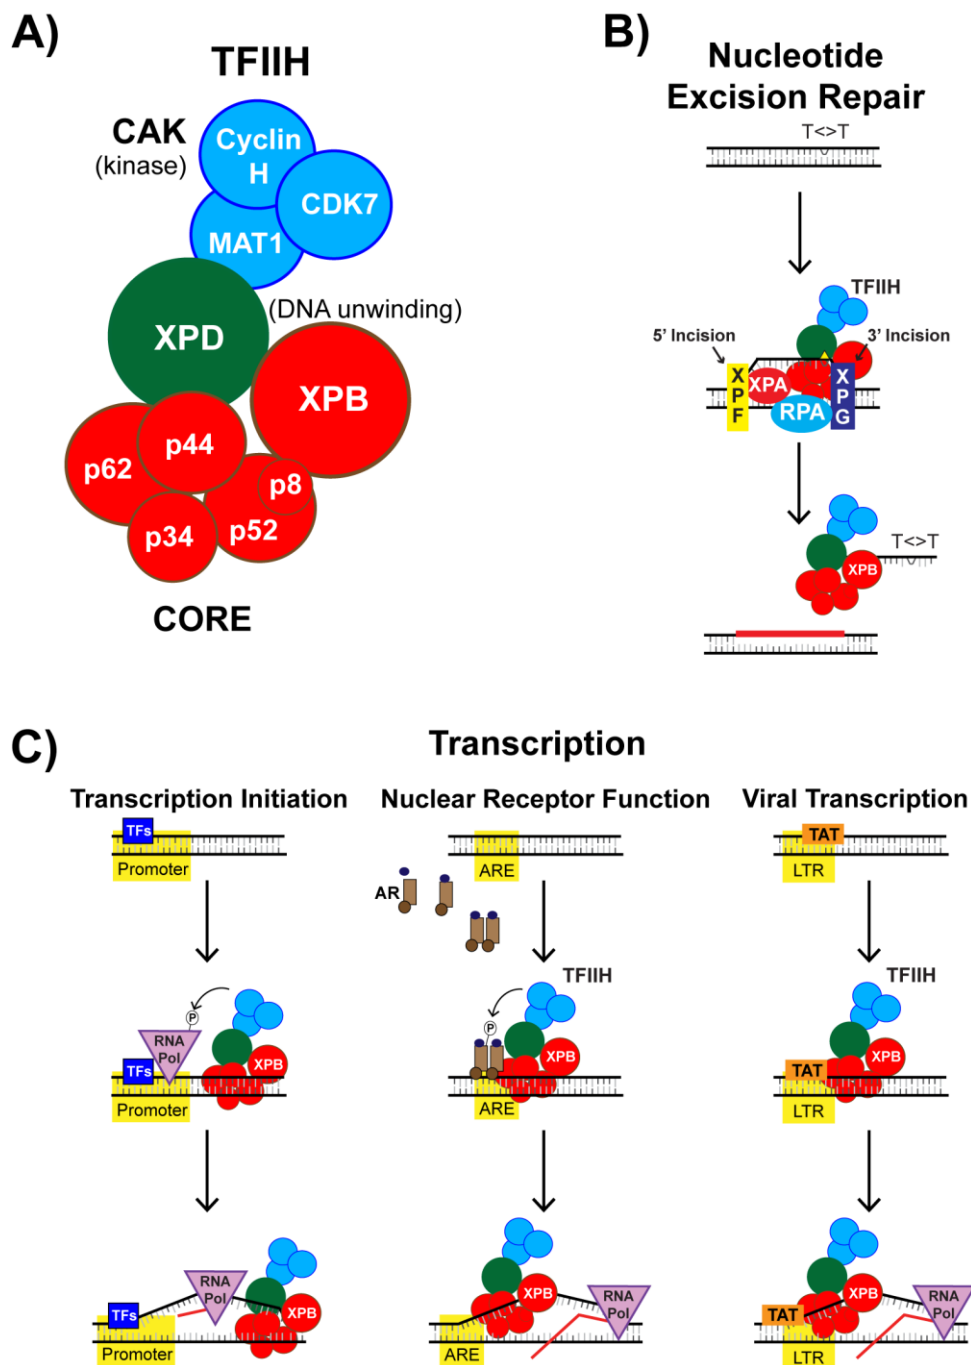 A)
TFIIH
CAK
(kinase)
Cyclin
H
CDK7
MAT1
XPD
(DNA unwinding)
XPB
p62
p44
p8
p34
p52
CORE
B)
Nucleotide
Excision Repair
T<>T
TFIIH
5’ Incision
3’ Incision
XPF
XPA
RPA
XPG
T<>T
XPB
C)
Transcription
Transcription Initiation
TFs
Promoter
P
RNA
Pol
TFs
XPB
Promoter
RNA
Pol
TFs
XPB
Promoter
Nuclear Receptor Function
ARE
AR
TFIIH
P
XPB
ARE
XPB
RNA
Pol
ARE
Viral Transcription
TAT
LTR
TFIIH
XPB
TAT
LTR
XPB
RNA
Pol
TAT
LTR